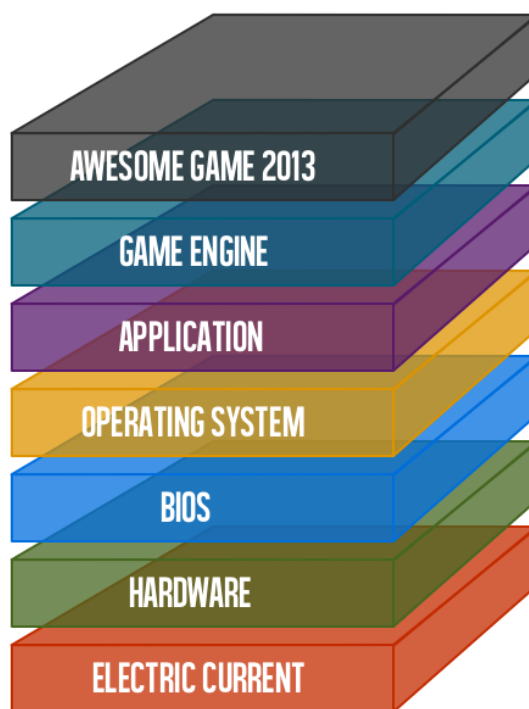 AWESOME GAME 2013
GAME ENGINE
APPLICATION
OPERATING SYSTEM
BIOS
HARDWARE
ELECTRIC CURRENT